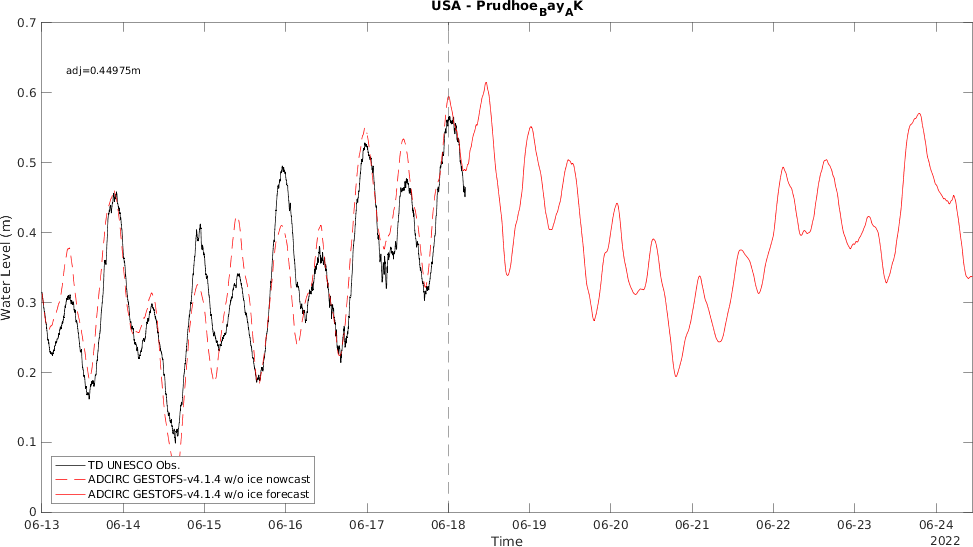 USA - Prudhoe_Bay_AK
adj=0.44975m
Water Level (m)
0.7
0.6
0.5
0.4
0.3
0.2
0.1
0
TD UNESCO Obs.
ADCIRC GESTOFS-v4.1.4 w/o ice nowcast
ADCIRC GESTOFS-v4.1.4 w/o ice forecast
06-13 06-14 06-15 06-16 06-17 06-18 06-19 06-20 06-21 06-22 06-23 06-24
Time
2022